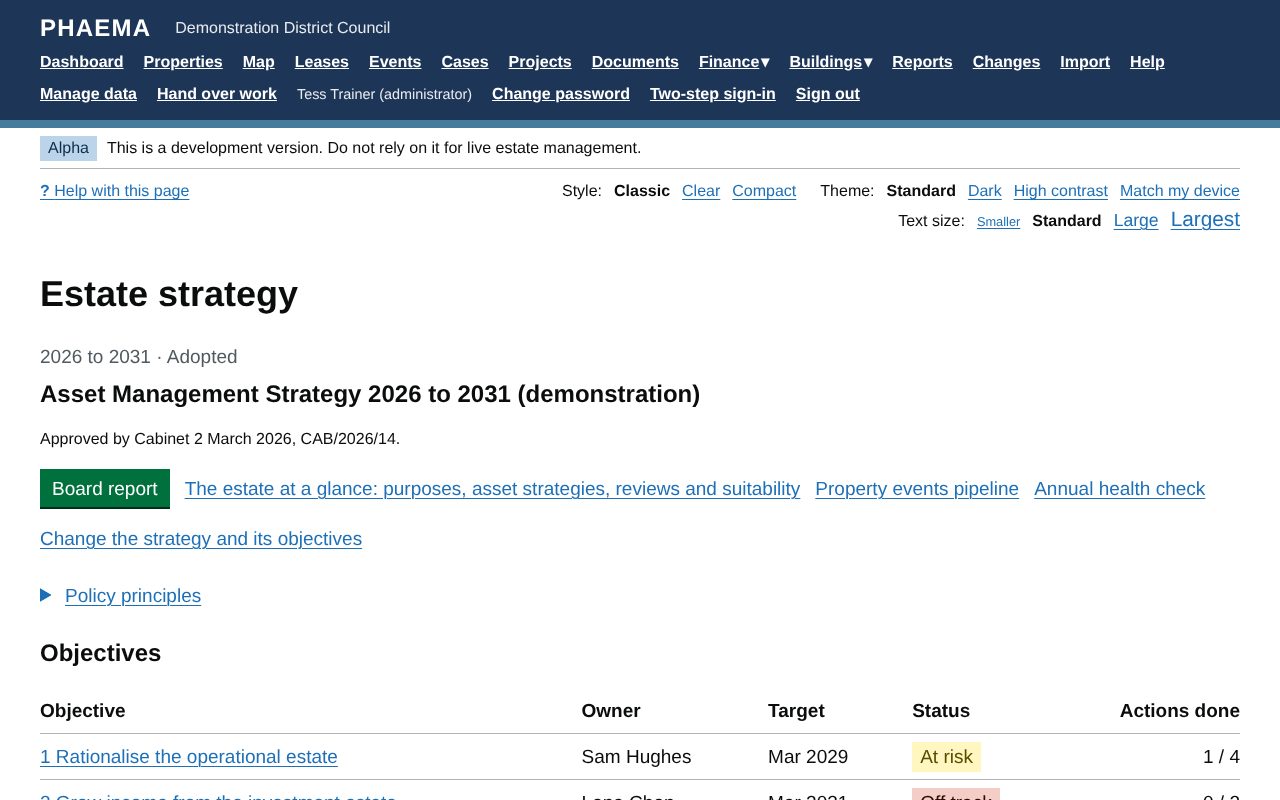 PHAEMA Demonstration District Council
Dashboard Properties Map Leases Events Cases Projects Documents Finance▾ Buildings▾ Reports Changes Import Help
Manage data Hand over work Tess Trainer (administrator) Change password Two-step sign-in Sign out
Alpha This is a development version. Do not rely on it for live estate management.
? Help with this page Style: Classic Clear Compact Theme: Standard Dark High contrast Match my device
Text size: Smaller Standard Large Largest
Estate strategy
2026 to 2031 · Adopted
Asset Management Strategy 2026 to 2031 (demonstration)
Approved by Cabinet 2 March 2026, CAB/2026/14.
Board report The estate at a glance: purposes, asset strategies, reviews and suitability Property events pipeline Annual health check
Change the strategy and its objectives
Policy principles
Objectives
Objective Owner Target Status Actions done
1 Rationalise the operational estate Sam Hughes Mar 2029 At risk 1 / 4